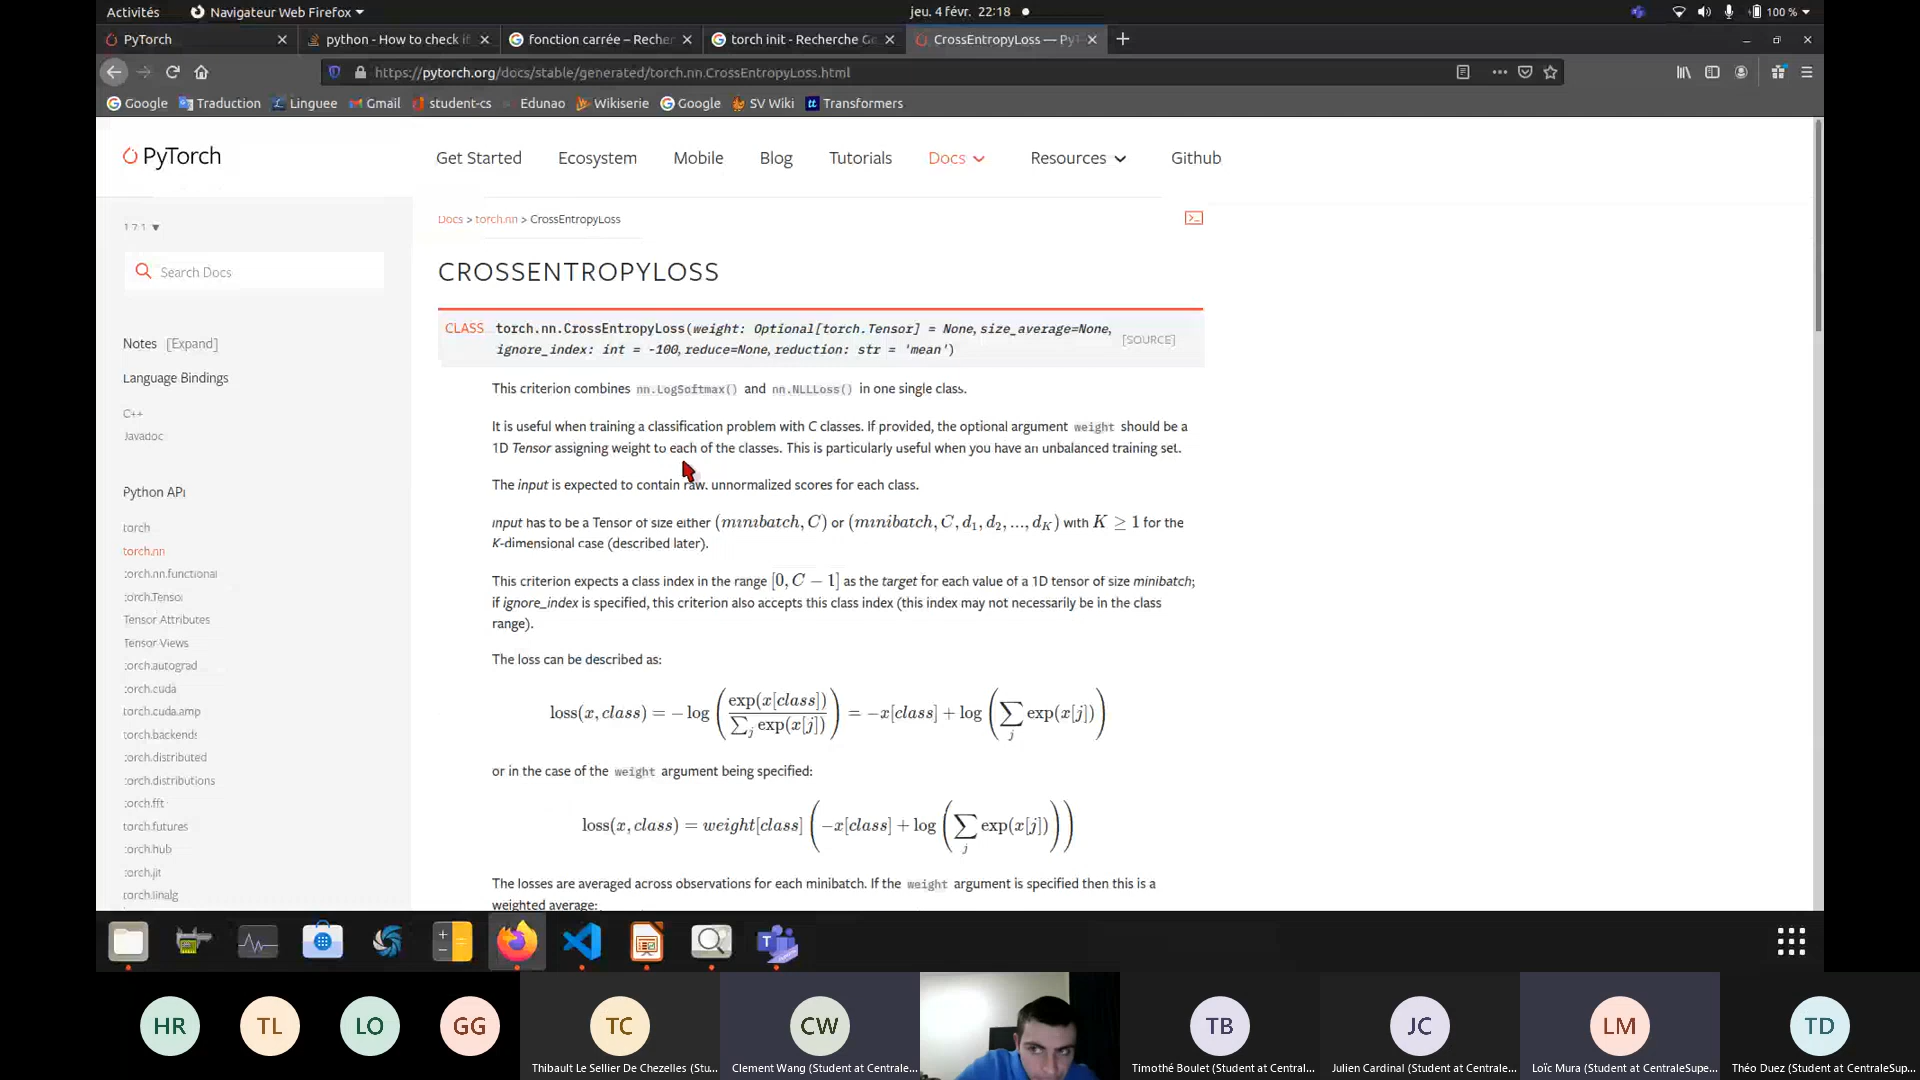 Activités
Navigateur Web Firefox
jeu. 4 févr. 22:18
100 %
PyTorch
python - How to check if
fonction carrée – Recher
torch init - Recherche Go
CrossEntropyLoss — PyT
https://pytorch.org/docs/stable/generated/torch.nn.CrossEntropyLoss.html
Google
Traduction
Linguee
Gmail
student-cs
Edunao
Wikiserie
Google
SV Wiki
tt Transformers
PyTorch
Get Started
Ecosystem
Mobile
Blog
Tutorials
Docs
Resources
Github
1.7.1 ▼
Search Docs
Notes [Expand]
Language Bindings
C++
Javadoc
Python API
torch
torch.nn
torch.nn.functional
torch.Tensor
Tensor Attributes
Tensor Views
torch.autograd
torch.cuda
torch.cuda.amp
torch.backends
torch.distributed
torch.distributions
torch.fft
torch.futures
torch.hub
torch.jit
torch.linalg
Docs > torch.nn > CrossEntropyLoss
CROSSENTROPYLOSS
CLASS torch.nn.CrossEntropyLoss(weight: Optional[torch.Tensor] = None, size_average=None,
ignore_index: int = -100, reduce=None, reduction: str = 'mean')
[SOURCE]
This criterion combines nn.LogSoftmax() and nn.NLLLoss() in one single class.
It is useful when training a classification problem with C classes. If provided, the optional argument weight should be a
1D Tensor assigning weight to each of the classes. This is particularly useful when you have an unbalanced training set.
The input is expected to contain raw, unnormalized scores for each class.
input has to be a Tensor of size either (minibatch, C) or (minibatch, C, d₁, d₂, ..., d_K) with K ≥ 1 for the
K-dimensional case (described later).
This criterion expects a class index in the range [0, C − 1] as the target for each value of a 1D tensor of size minibatch;
if ignore_index is specified, this criterion also accepts this class index (this index may not necessarily be in the class
range).
The loss can be described as:
loss(x, class) = − log ( exp(x[class]) / ∑_j exp(x[j]) ) = −x[class] + log ( ∑_j exp(x[j]) )
or in the case of the weight argument being specified:
loss(x, class) = weight[class] ( −x[class] + log ( ∑_j exp(x[j]) ) )
The losses are averaged across observations for each minibatch. If the weight argument is specified then this is a
weighted average:
HR
TL
LO
GG
TC
CW
TB
JC
LM
TD
Thibault Le Sellier De Chezelles (Stu...
Clement Wang (Student at Centrale...
Timothé Boulet (Student at Central...
Julien Cardinal (Student at Centrale...
Loïc Mura (Student at CentraleSupe...
Théo Duez (Student at CentraleSup...